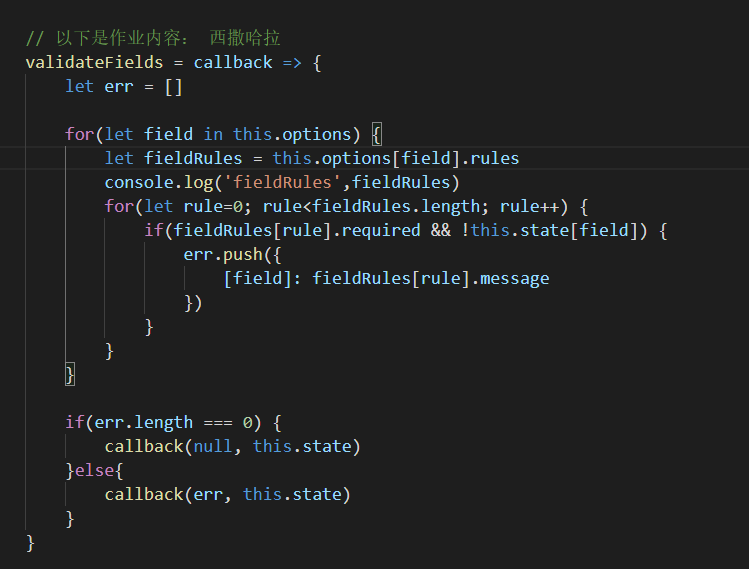 // 以下是作业内容： 西撒哈拉
validateFields = callback => {
let err = []
for(let field in this.options) {
let fieldRules = this.options[field].rules
console.log('fieldRules',fieldRules)
for(let rule=0; rule<fieldRules.length; rule++) {
if(fieldRules[rule].required && !this.state[field]) {
err.push({
[field]: fieldRules[rule].message
})
}
}
}
if(err.length === 0) {
callback(null, this.state)
}else{
callback(err, this.state)
}
}